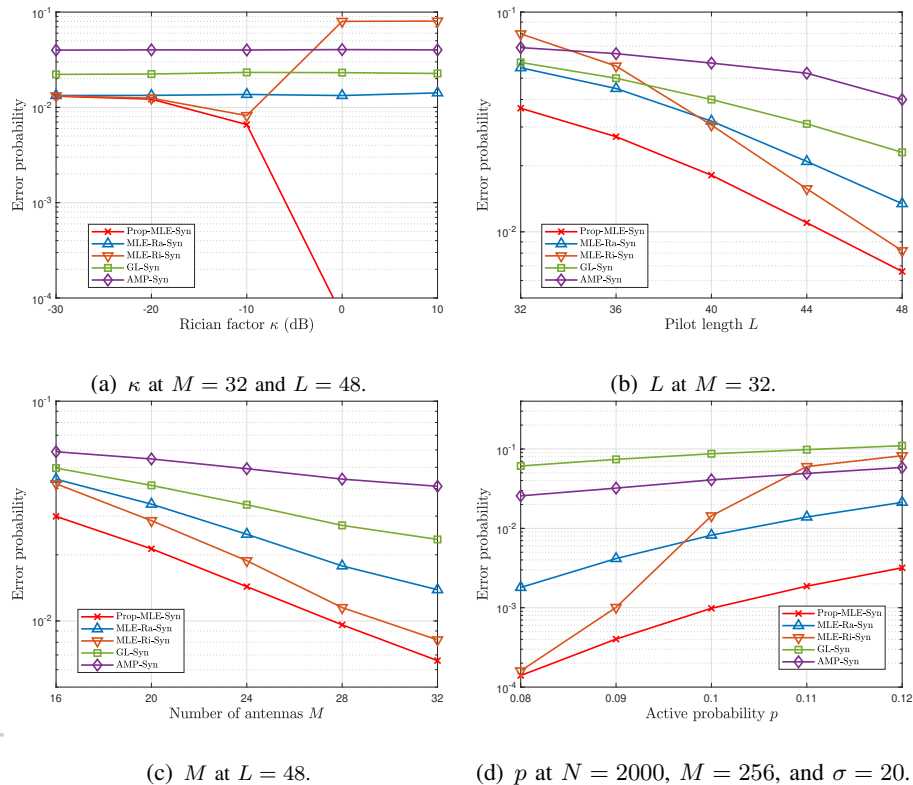 10^{-1}
10^{-2}
10^{-3}
10^{-4}
Error probability
Prop-MLE-Syn
MLE-Ra-Syn
MLE-Ri-Syn
GL-Syn
AMP-Syn
-30 -20 -10 0 10
Rician factor κ (dB)
(a) κ at M = 32 and L = 48.
10^{-1}
10^{-2}
Error probability
Prop-MLE-Syn
MLE-Ra-Syn
MLE-Ri-Syn
GL-Syn
AMP-Syn
32 36 40 44 48
Pilot length L
(b) L at M = 32.
10^{-1}
10^{-2}
Error probability
Prop-MLE-Syn
MLE-Ra-Syn
MLE-Ri-Syn
GL-Syn
AMP-Syn
16 20 24 28 32
Number of antennas M
(c) M at L = 48.
10^{-1}
10^{-2}
10^{-3}
10^{-4}
Error probability
Prop-MLE-Syn
MLE-Ra-Syn
MLE-Ri-Syn
GL-Syn
AMP-Syn
0.08 0.09 0.1 0.11 0.12
Active probability p
(d) p at N = 2000, M = 256, and σ = 20.